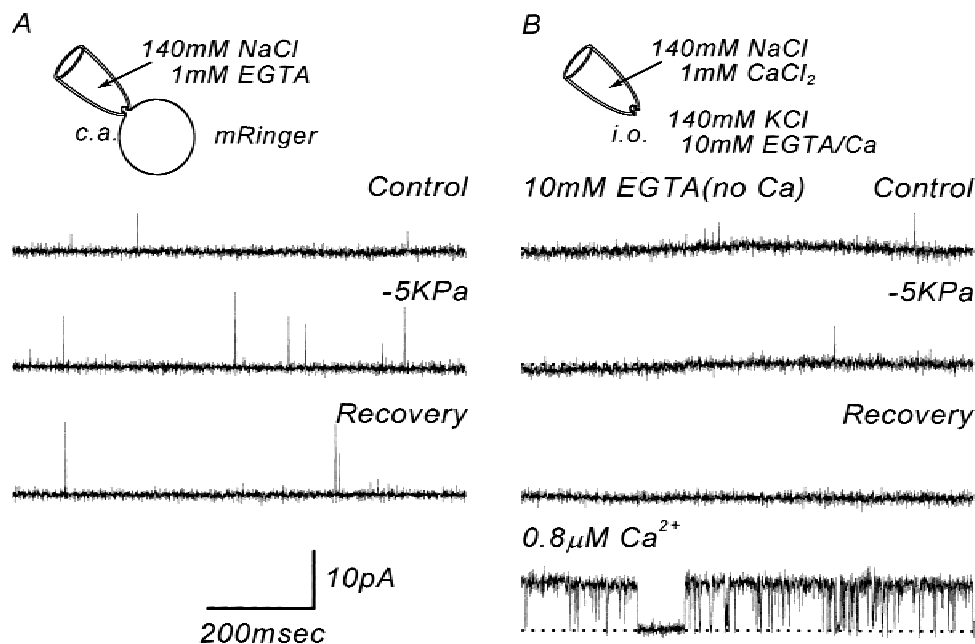 A
140mM NaCl
1mM EGTA
c.a.
mRinger
Control
-5KPa
Recovery
10pA
200msec
B
140mM NaCl
1mM CaCl₂
i.o.
140mM KCl
10mM EGTA/Ca
10mM EGTA(no Ca)
Control
-5KPa
Recovery
0.8μM Ca²⁺